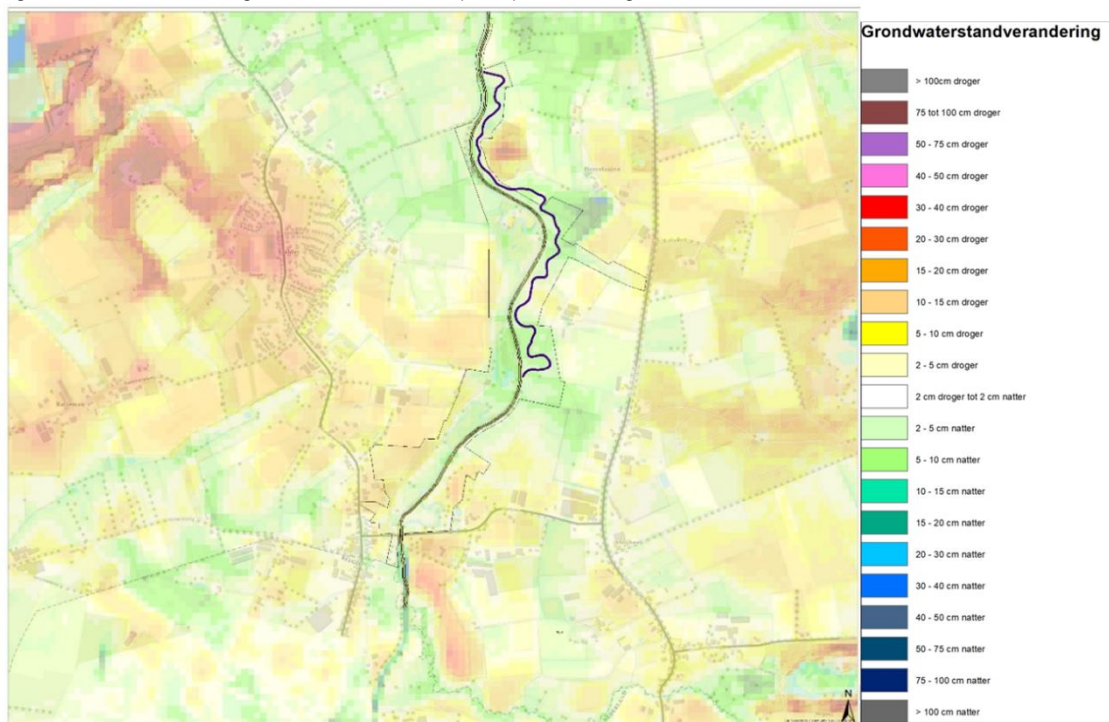 Grondwaterstandverandering
> 100cm droger
75 tot 100 cm droger
50 - 75 cm droger
40 - 50 cm droger
30 - 40 cm droger
20 - 30 cm droger
15 - 20 cm droger
10 - 15 cm droger
5 - 10 cm droger
2 - 5 cm droger
2 cm droger tot 2 cm natter
2 - 5 cm natter
5 - 10 cm natter
10 - 15 cm natter
15 - 20 cm natter
20 - 30 cm natter
30 - 40 cm natter
40 - 50 cm natter
50 - 75 cm natter
75 - 100 cm natter
> 100 cm natter
N